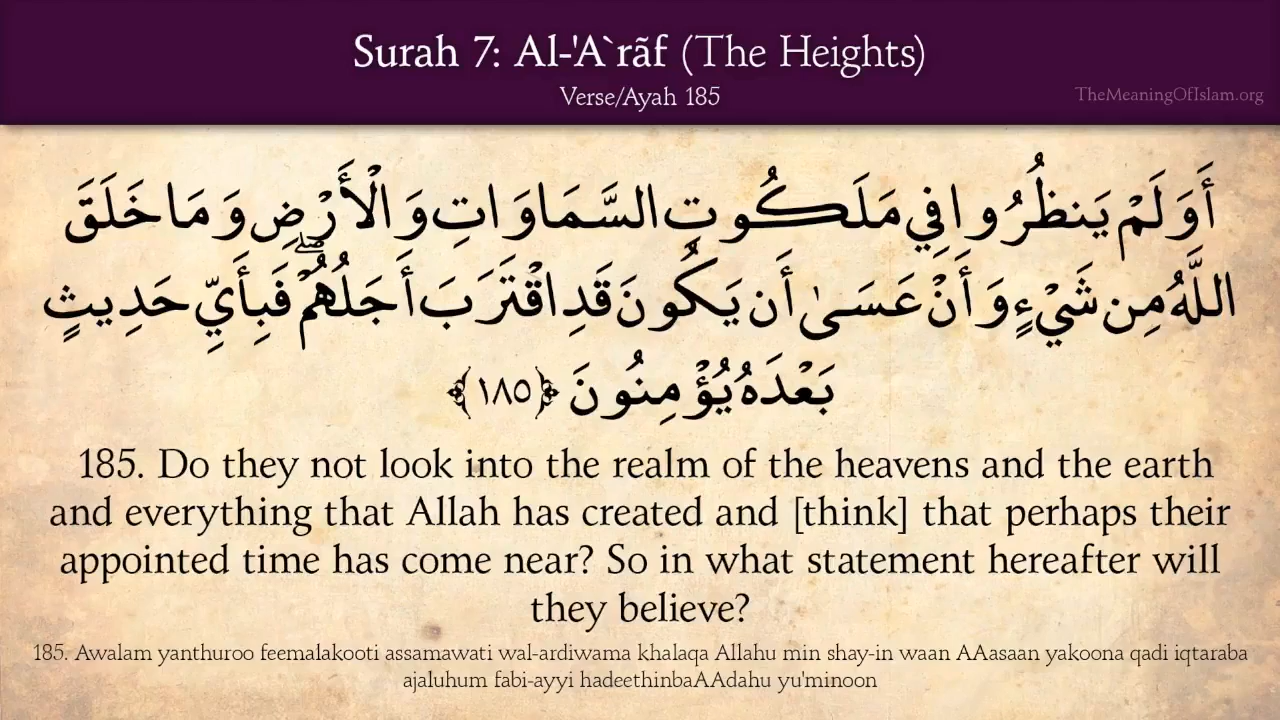 Surah 7: Al-'A`rãf (The Heights)
Verse/Ayah 185
TheMeaningOfIslam.org
أَوَلَمْ يَنظُرُوا فِي مَلَكُوتِ السَّمَاوَاتِ وَالْأَرْضِ وَمَا خَلَقَ
اللَّهُ مِن شَيْءٍ وَأَنْ عَسَىٰ أَن يَكُونَ قَدِ اقْتَرَبَ أَجَلُهُمْ ۖ فَبِأَيِّ حَدِيثٍ
بَعْدَهُ يُؤْمِنُونَ ﴿١٨٥﴾
185. Do they not look into the realm of the heavens and the earth
and everything that Allah has created and [think] that perhaps their
appointed time has come near? So in what statement hereafter will
they believe?
185. Awalam yanthuroo feemalakooti assamawati wal-ardiwama khalaqa Allahu min shay-in waan AAasaan yakoona qadi iqtaraba
ajaluhum fabi-ayyi hadeethinbaAAdahu yu'minoon